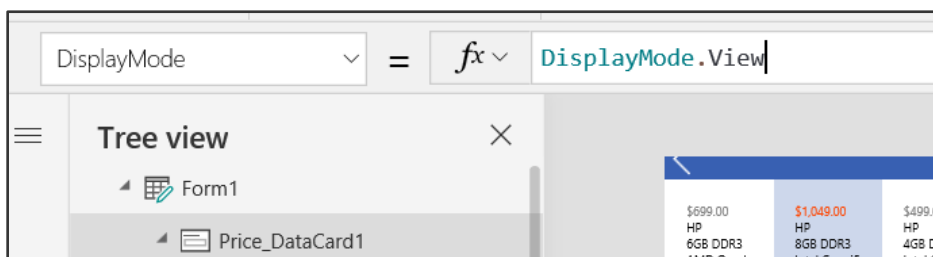 DisplayMode = fx DisplayMode.View
Tree view
Form1
Price_DataCard1
$699.00 $1,049.00 $499.
HP HP HP
6GB DDR3 8GB DDR3 4GB D